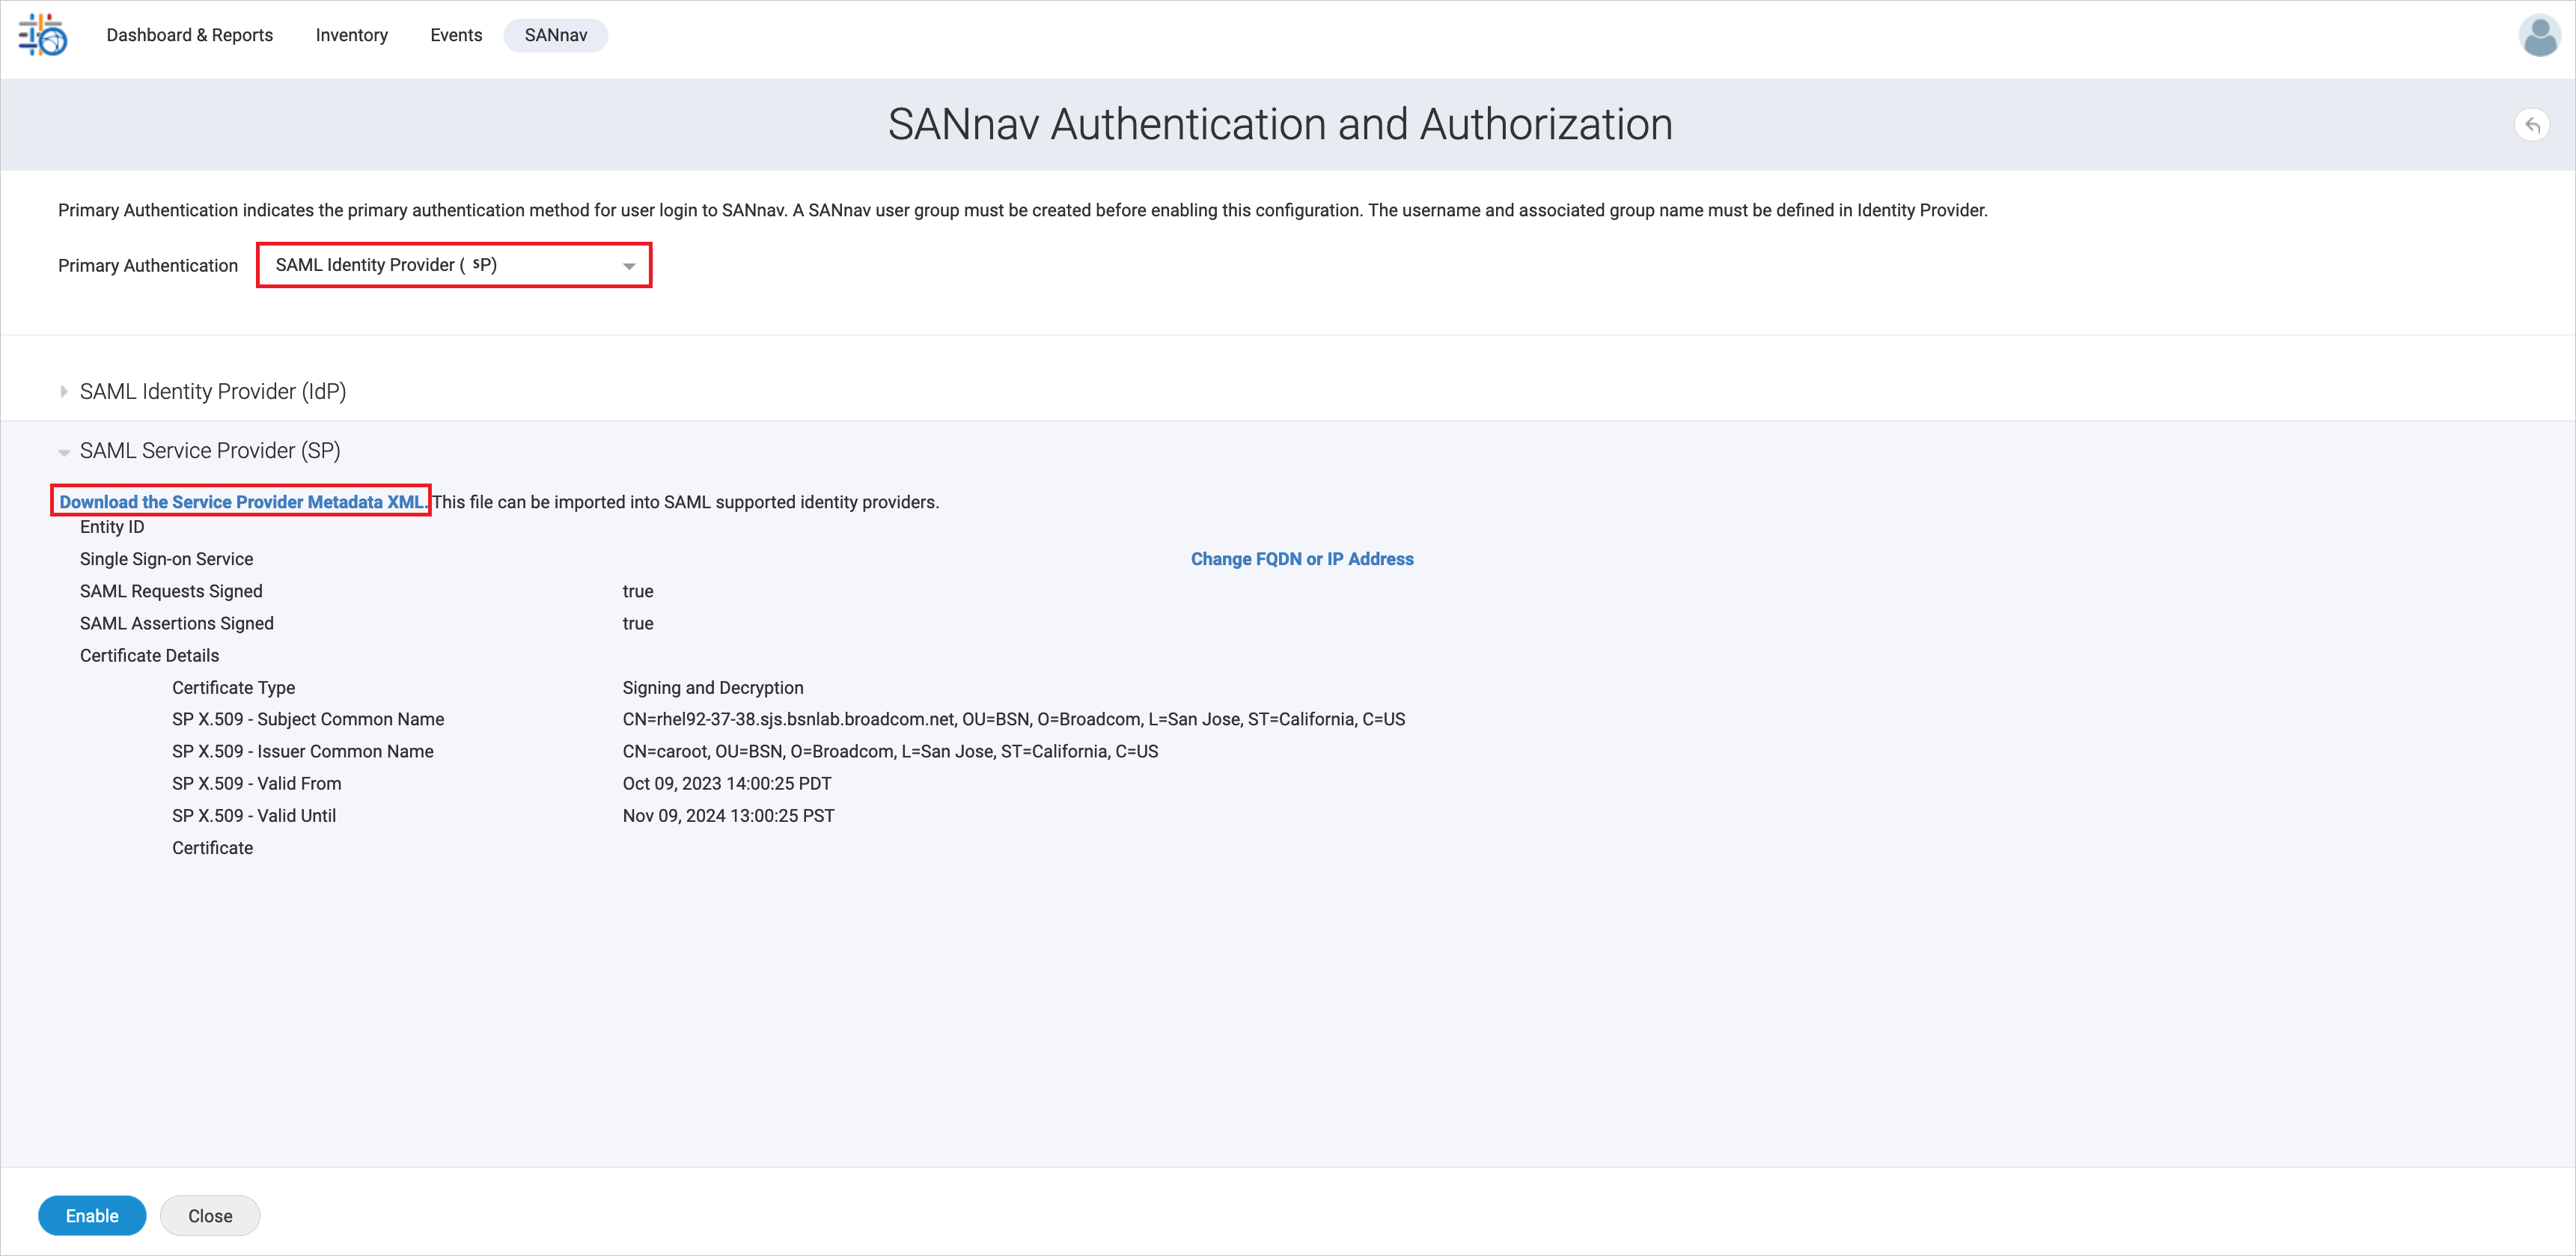 Dashboard & Reports Inventory Events SANnav
SANnav Authentication and Authorization
Primary Authentication indicates the primary authentication method for user login to SANnav. A SANnav user group must be created before enabling this configuration. The username and associated group name must be defined in Identity Provider.
Primary Authentication SAML Identity Provider ( sP)
SAML Identity Provider (IdP)
SAML Service Provider (SP)
Download the Service Provider Metadata XML. This file can be imported into SAML supported identity providers.
Entity ID
Single Sign-on Service Change FQDN or IP Address
SAML Requests Signed true
SAML Assertions Signed true
Certificate Details
Certificate Type Signing and Decryption
SP X.509 - Subject Common Name CN=rhel92-37-38.sjs.bsnlab.broadcom.net, OU=BSN, O=Broadcom, L=San Jose, ST=California, C=US
SP X.509 - Issuer Common Name CN=caroot, OU=BSN, O=Broadcom, L=San Jose, ST=California, C=US
SP X.509 - Valid From Oct 09, 2023 14:00:25 PDT
SP X.509 - Valid Until Nov 09, 2024 13:00:25 PST
Certificate
Enable Close